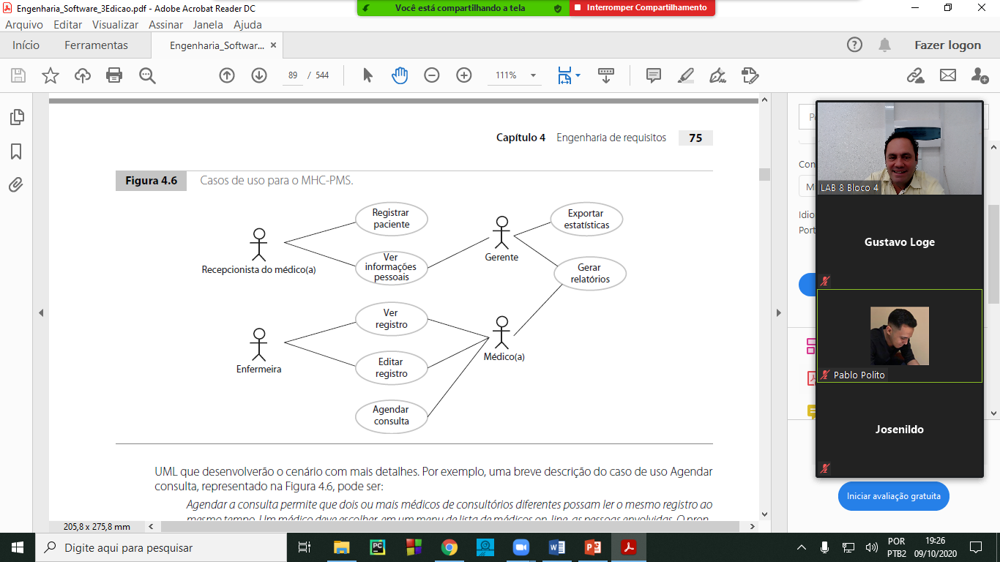 Engenharia_Software_3Edicao.pdf - Adobe Acrobat Reader DC
Você está compartilhando a tela
Interromper Compartilhamento
Arquivo Editar Visualizar Assinar Janela Ajuda
Início Ferramentas Engenharia_Softwar... × Fazer logon
89 / 544 111%
Capítulo 4 Engenharia de requisitos 75
Figura 4.6 Casos de uso para o MHC-PMS.
Registrar
paciente
Exportar
estatísticas
Recepcionista do médico(a)
Ver
informações
pessoais
Gerente
Gerar
relatórios
Ver
registro
Enfermeira
Editar
registro
Médico(a)
Agendar
consulta
UML que desenvolverão o cenário com mais detalhes. Por exemplo, uma breve descrição do caso de uso Agendar
consulta, representado na Figura 4.6, pode ser:
Agendar a consulta permite que dois ou mais médicos de consultórios diferentes possam ler o mesmo registro ao
mesmo tempo. Um médico deve escolher, em um menu de lista de médicos on-line, as pessoas envolvidas. O pron-
205,8 x 275,8 mm
LAB 8 Bloco 4
Gustavo Loge
Pablo Polito
Josenildo
Con
M
Idio
Port
Iniciar avaliação gratuita
Digite aqui para pesquisar
POR
PTB2
19:26
09/10/2020